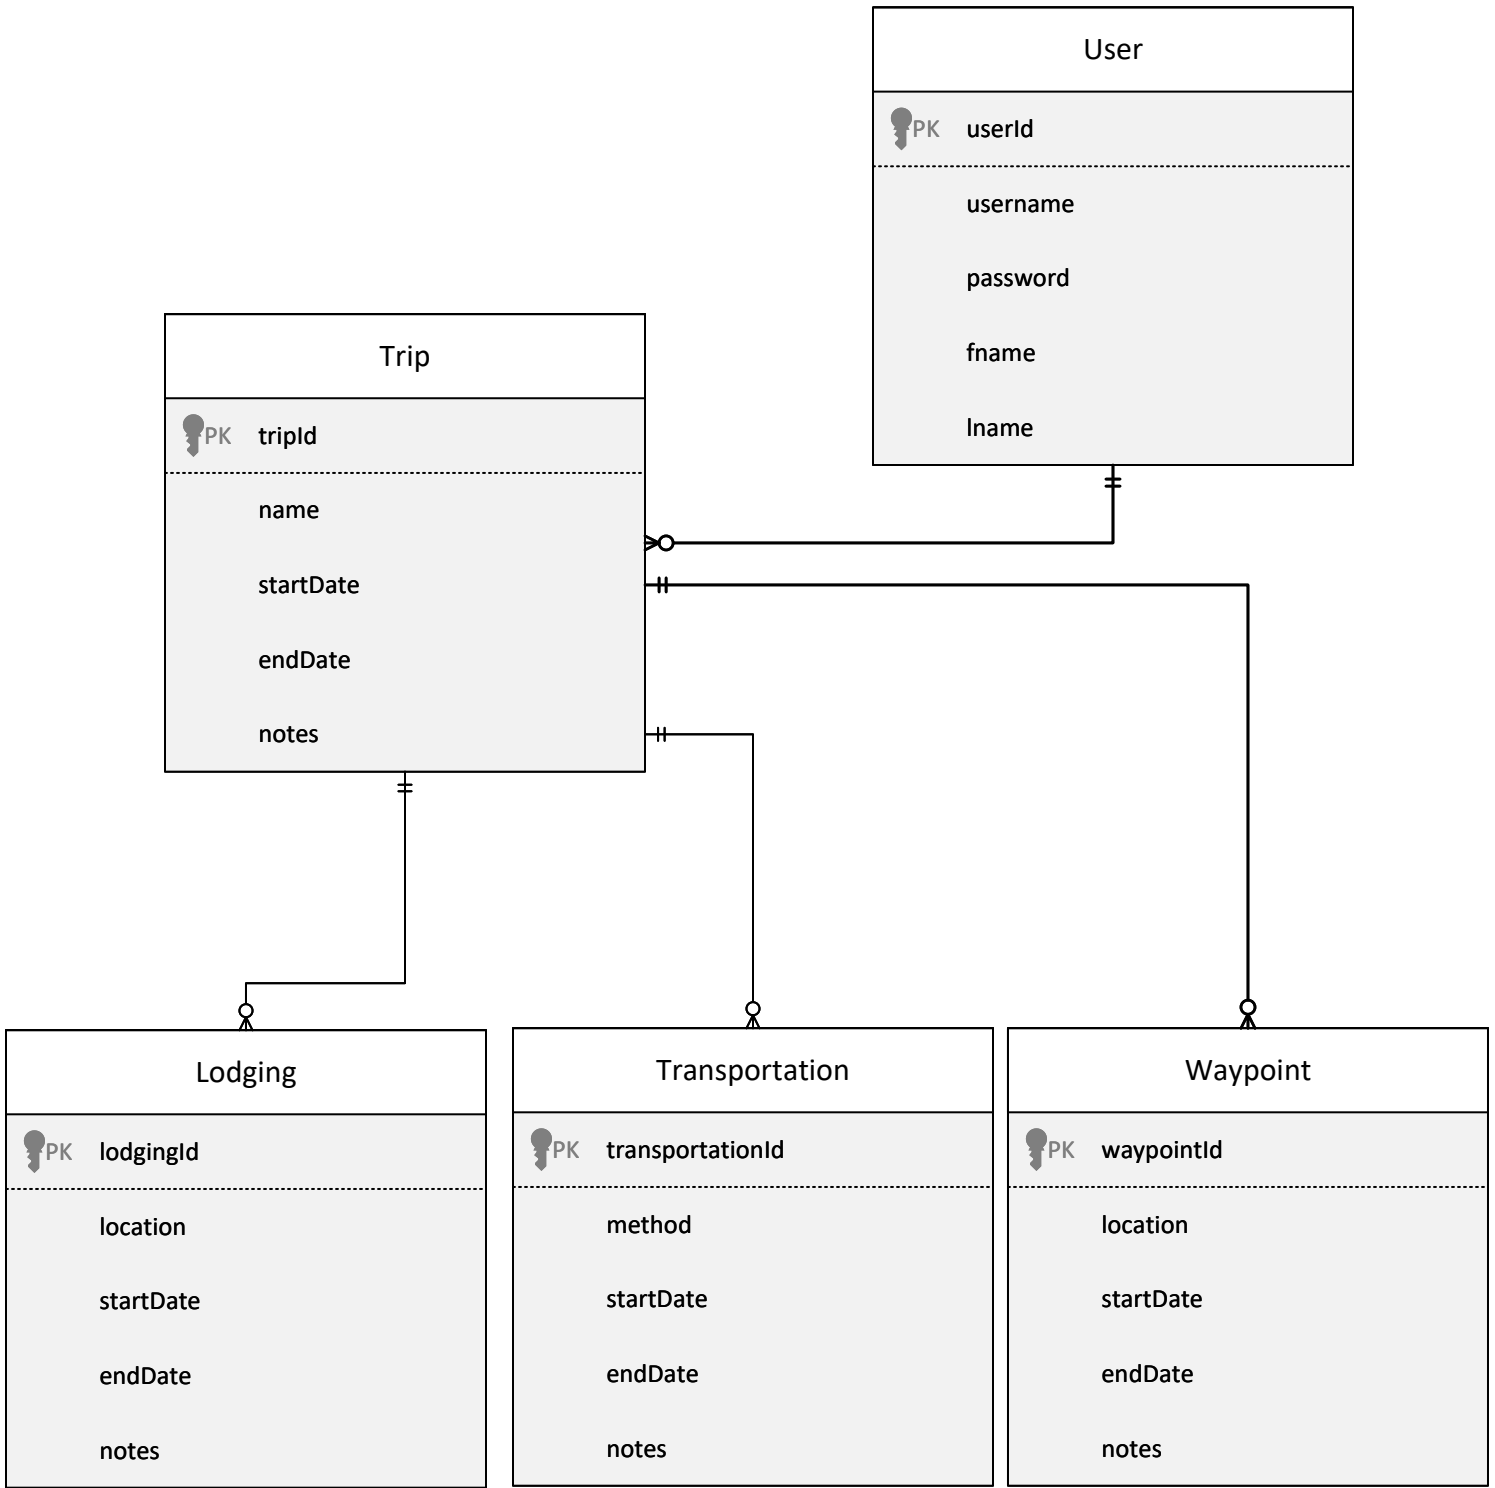 User
PK userId
username
password
fname
lname
Trip
PK tripId
name
startDate
endDate
notes
Lodging
PK lodgingId
location
startDate
endDate
notes
Transportation
PK transportationId
method
startDate
endDate
notes
Waypoint
PK waypointId
location
startDate
endDate
notes